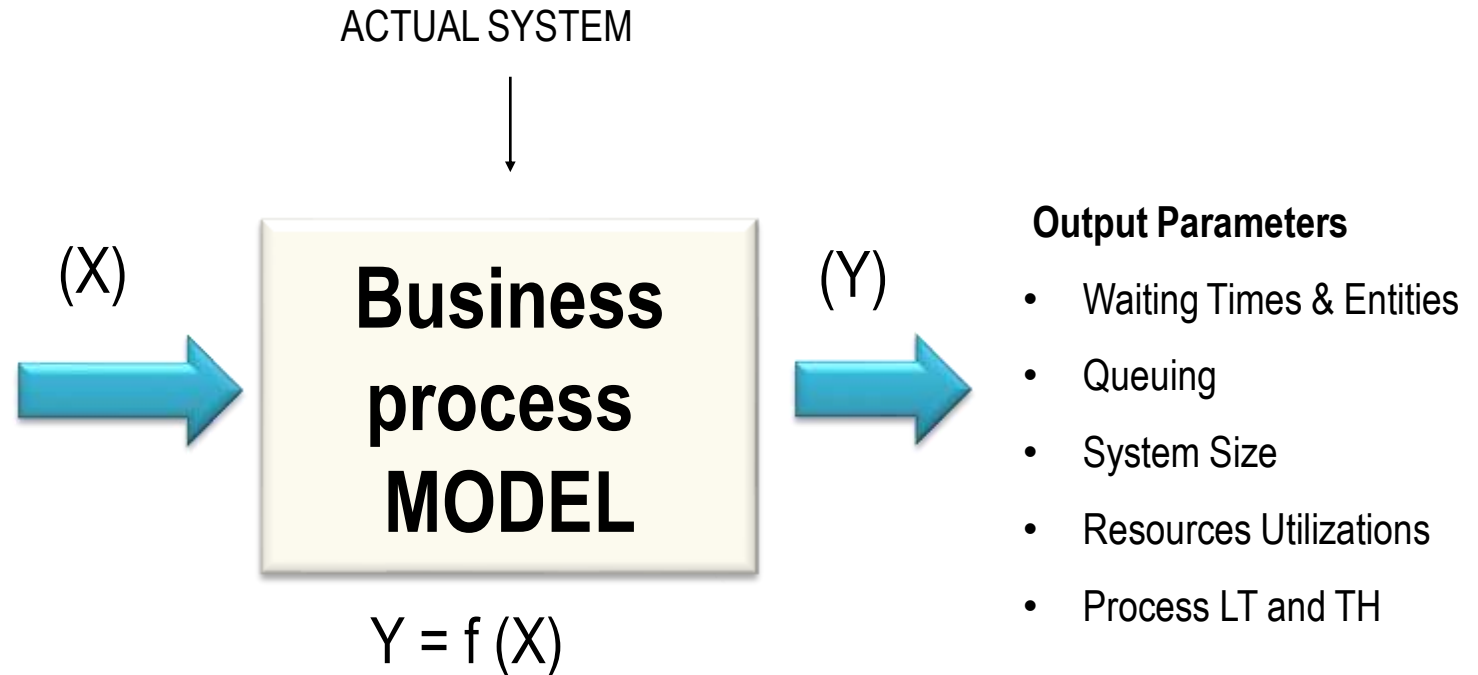 ACTUAL SYSTEM
(X)
Business
process
MODEL
Y = f (X)
(Y)
Output Parameters
• Waiting Times & Entities
• Queuing
• System Size
• Resources Utilizations
• Process LT and TH